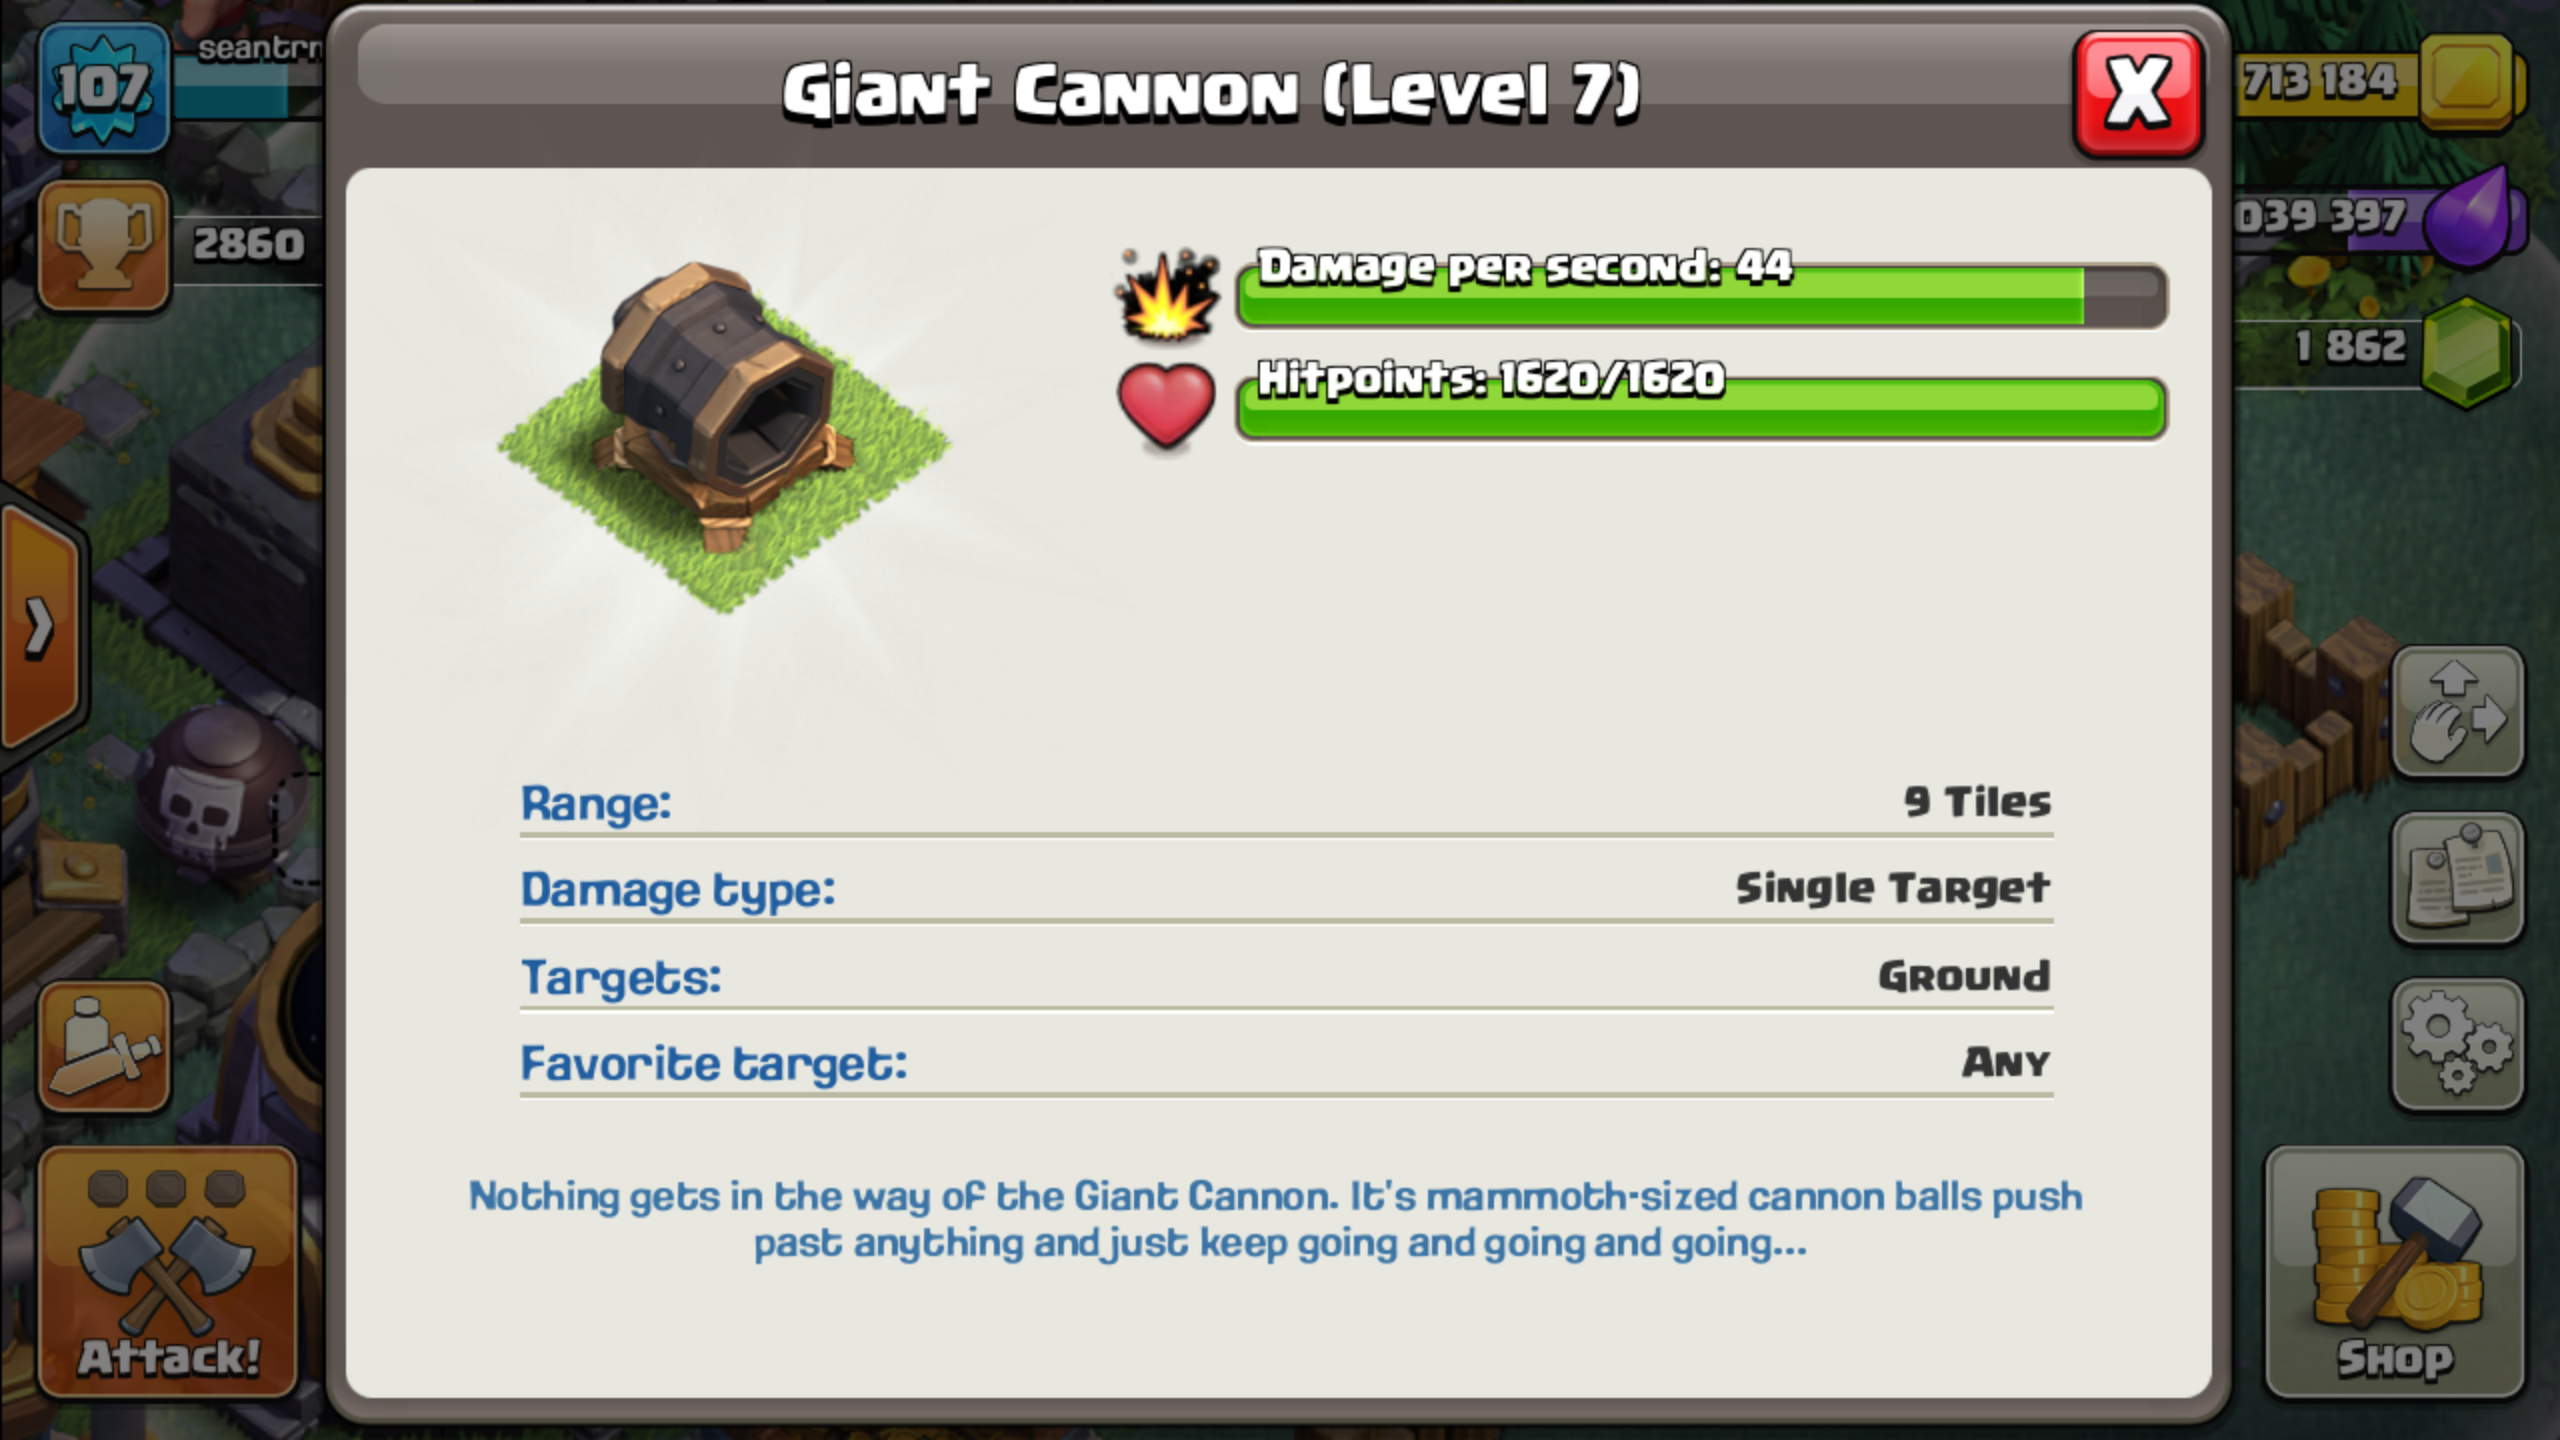 Giant Cannon (Level 7)
X
107
seantrm
713 184
2860
039 397
1 862
Damage per second: 44
Hitpoints: 1620/1620
Range: 9 Tiles
Damage type: Single Target
Targets: Ground
Favorite target: Any
Nothing gets in the way of the Giant Cannon. It's mammoth-sized cannon balls push
past anything and just keep going and going and going...
Attack!
Shop